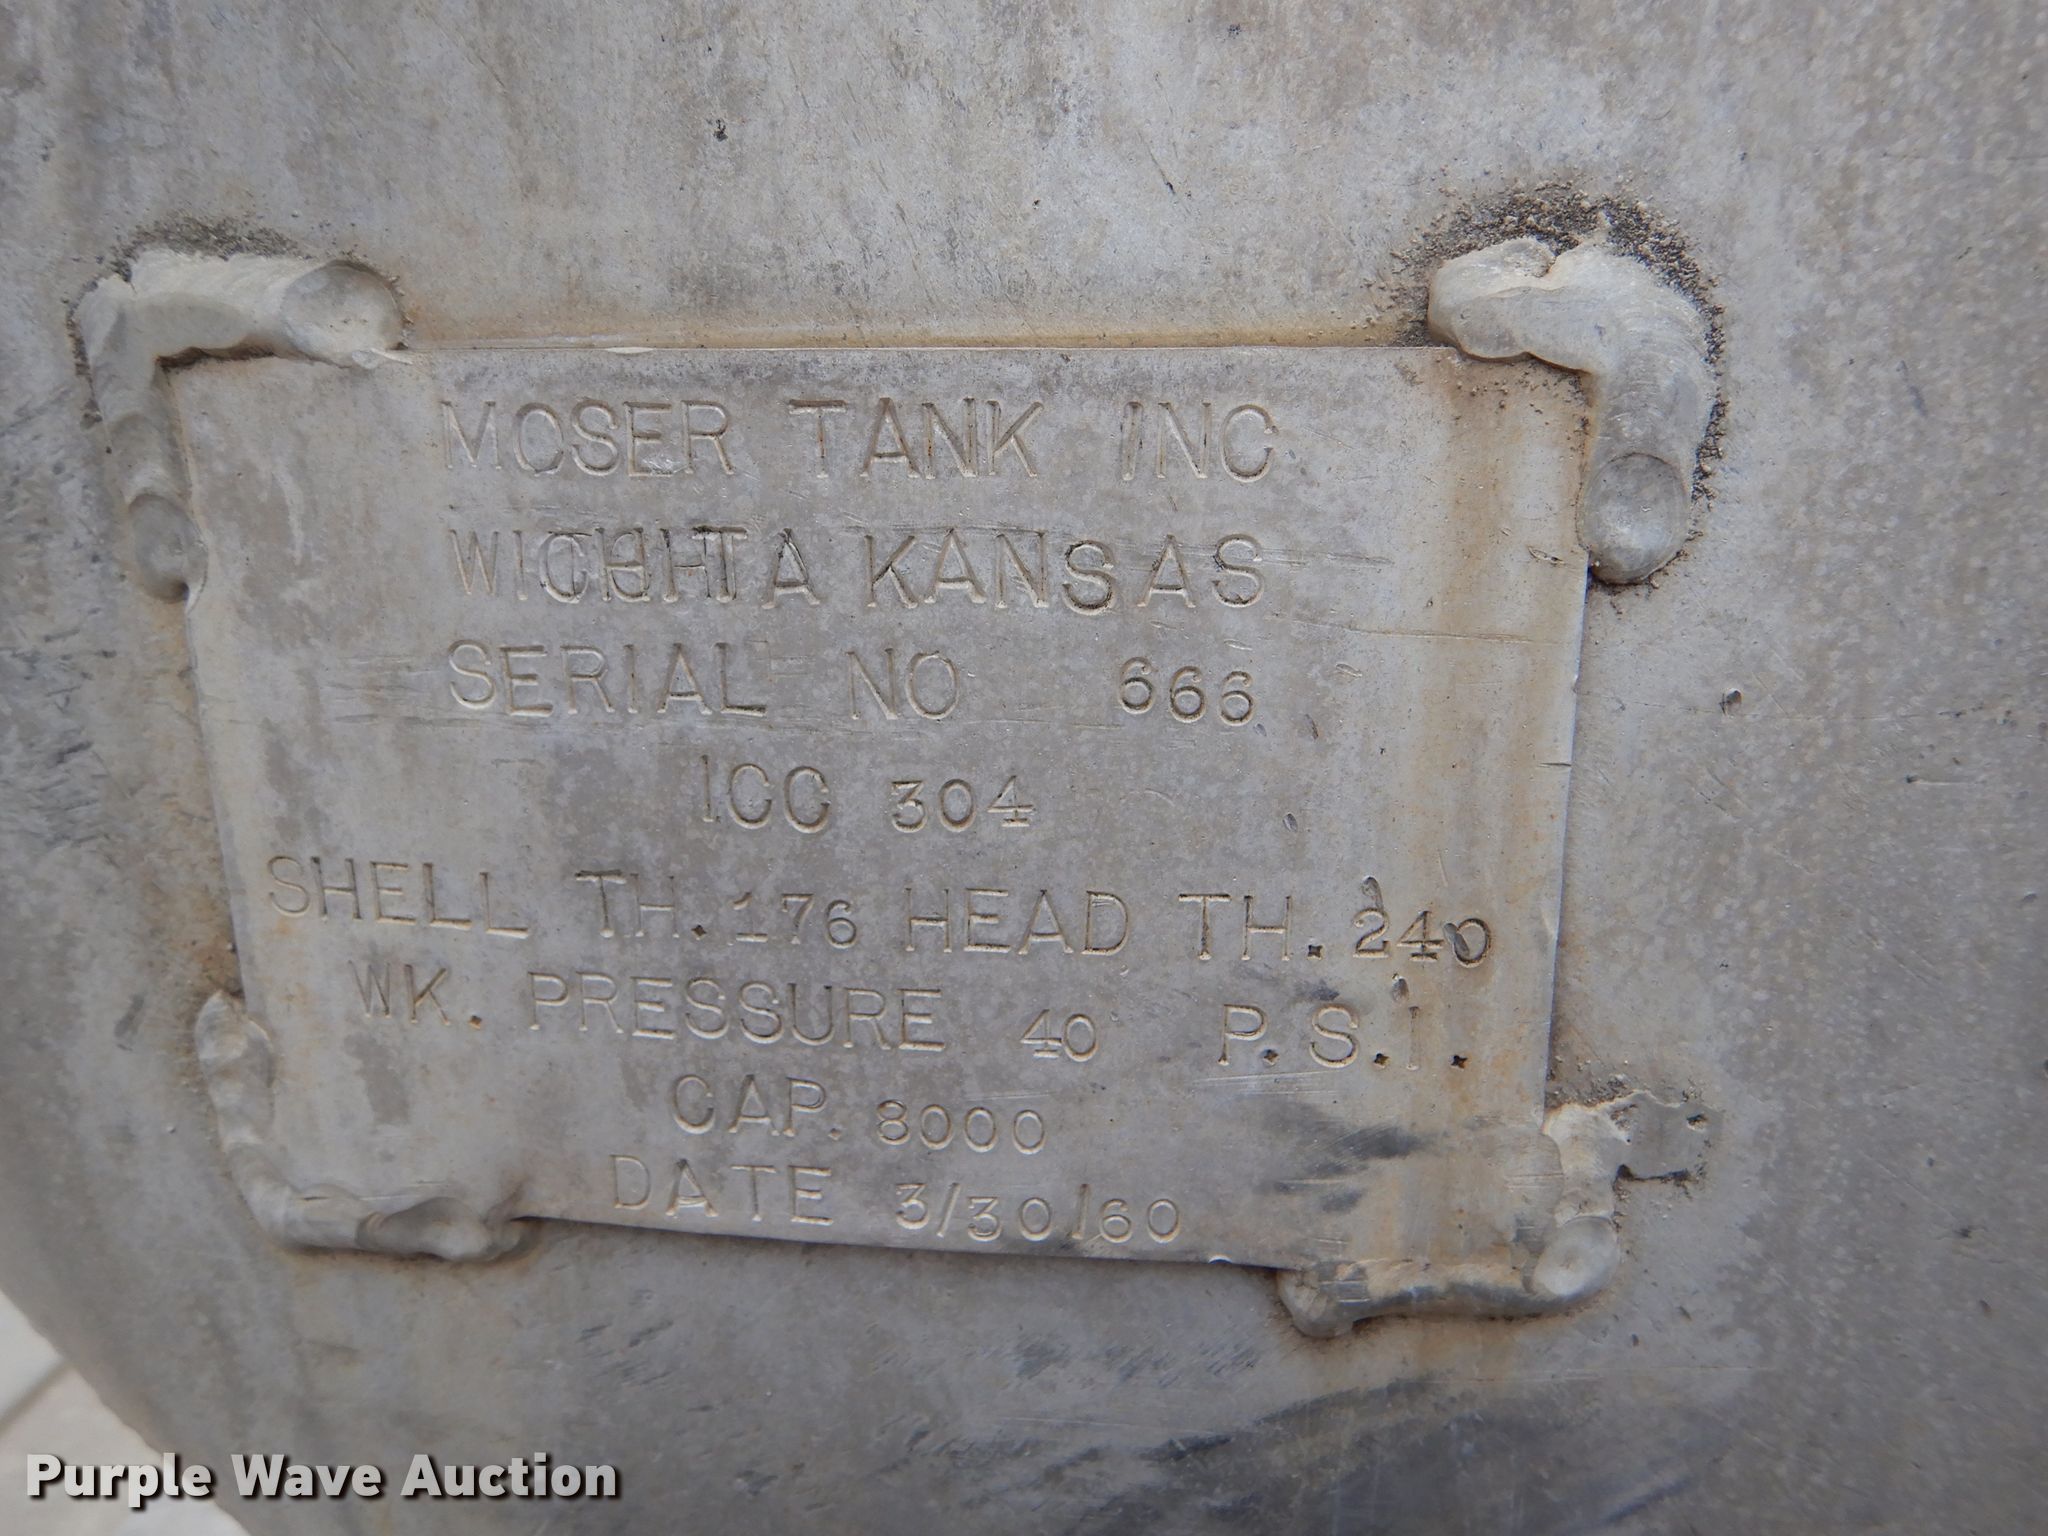 MOSER TANK INC
WICHITA KANSAS
SERIAL NO 666
ICC 304
SHELL TH. 176 HEAD TH. 240
WK. PRESSURE 40 P.S.I.
CAP. 8000
DATE 3/30/60
Purple Wave Auction